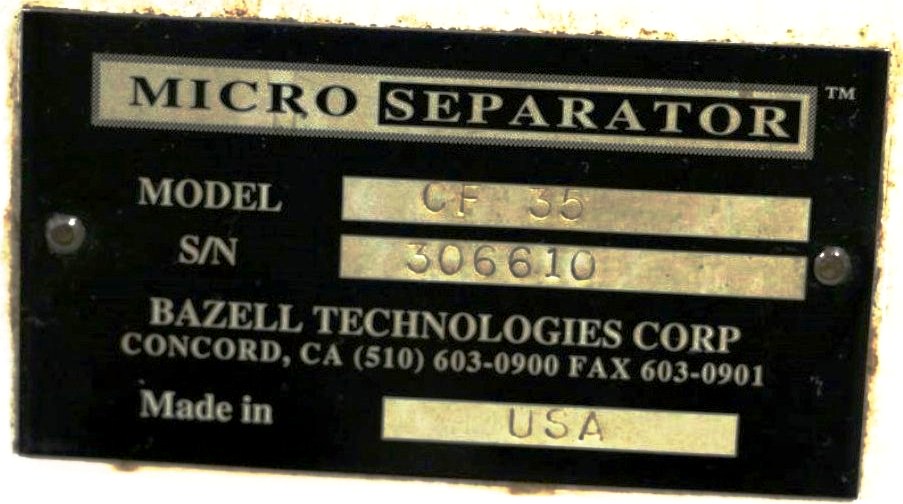 MICRO SEPARATOR ™
MODEL CF 35
S/N 306610
BAZELL TECHNOLOGIES CORP
CONCORD, CA (510) 603-0900 FAX 603-0901
Made in USA